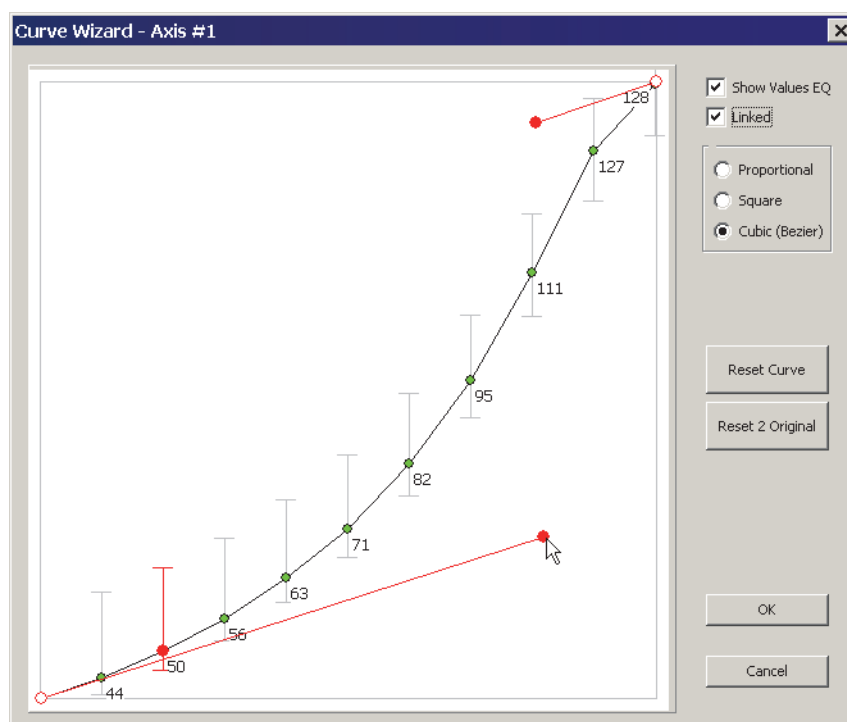 Curve Wizard - Axis #1
128
Show Values EQ
Linked
127
Proportional
Square
Cubic (Bezier)
111
95
Reset Curve
Reset 2 Original
82
71
63
56
50
44
OK
Cancel